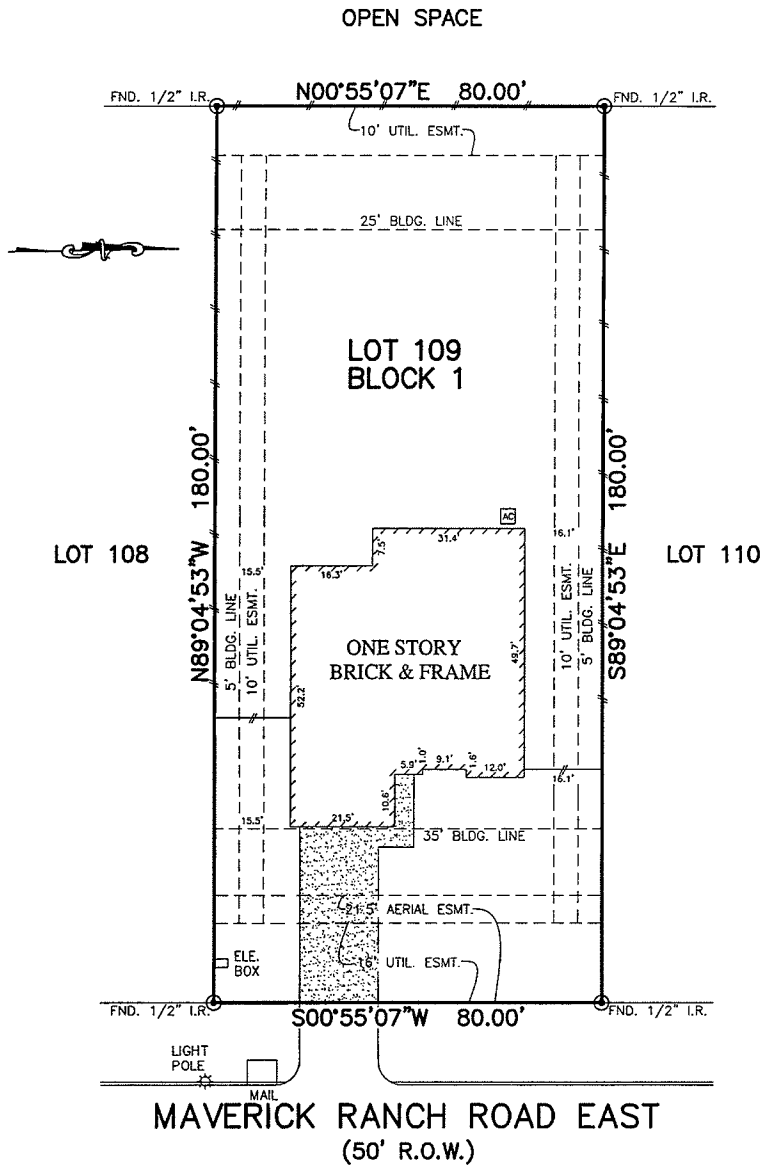 OPEN SPACE
FND. 1/2" I.R.
N00°55'07"E 80.00'
FND. 1/2" I.R.
10' UTIL. ESMT.
25' BLDG. LINE
LOT 109
BLOCK 1
N89°04'53"W 180.00'
S89°04'53"E 180.00'
LOT 108
LOT 110
AC
31.4'
7.5'
16.3'
15.5'
16.1'
5' BLDG. LINE
10' UTIL. ESMT.
10' UTIL. ESMT.
5' BLDG. LINE
ONE STORY
BRICK & FRAME
52.2'
49.7'
5.9'
1.0'
9.1'
1.6'
12.0'
16.1'
10.6'
21.5'
15.5'
35' BLDG. LINE
21.5' AERIAL ESMT.
16' UTIL. ESMT.
ELE.
BOX
FND. 1/2" I.R.
S00°55'07"W 80.00'
FND. 1/2" I.R.
LIGHT
POLE
MAIL
MAVERICK RANCH ROAD EAST
(50' R.O.W.)